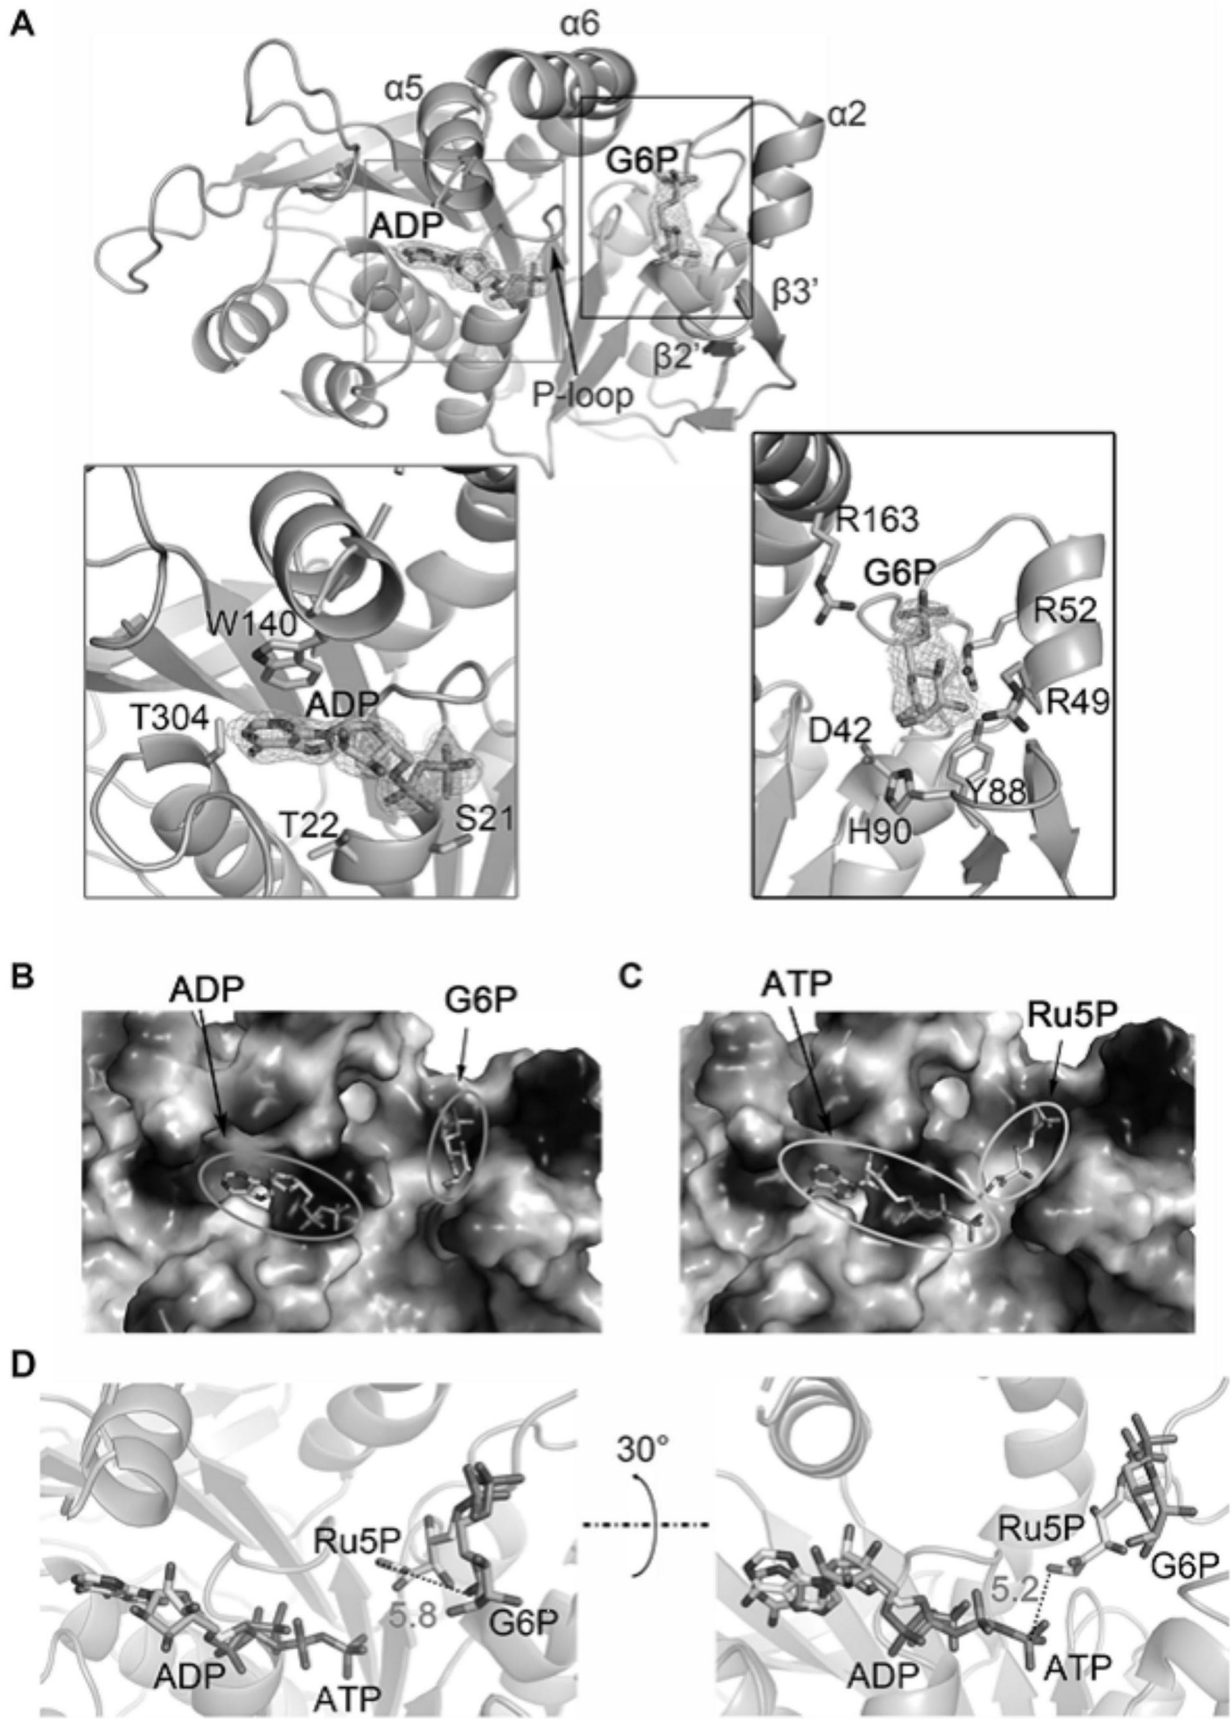 A
α6
α5
α2
G6P
ADP
β3’
β2’
P-loop
R163
G6P
R52
W140
ADP
R49
T304
D42
T22
S21
Y88
H90
B
ADP
G6P
C
ATP
Ru5P
D
30°
Ru5P
5.8
G6P
ADP
ATP
Ru5P
5.2
G6P
ADP
ATP